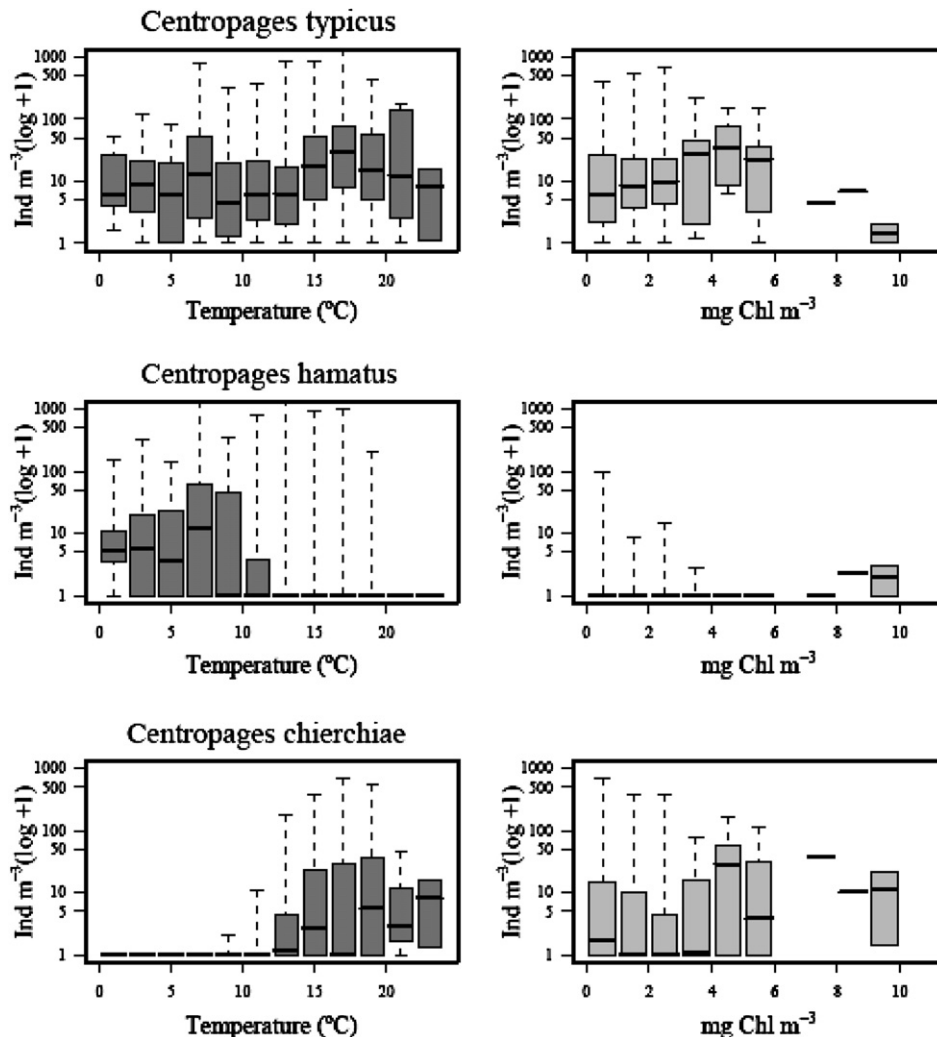 Centropages typicus
Ind m⁻³(log +1)
1000
500
100
50
10
5
1
0 5 10 15 20
Temperature (ºC)
Ind m⁻³(log +1)
1000
500
100
50
10
5
1
0 2 4 6 8 10
mg Chl m⁻³
Centropages hamatus
Ind m⁻³(log +1)
1000
500
100
50
10
5
1
0 5 10 15 20
Temperature (ºC)
Ind m⁻³(log +1)
1000
500
100
50
10
5
1
0 2 4 6 8 10
mg Chl m⁻³
Centropages chierchiae
Ind m⁻³(log +1)
1000
500
100
50
10
5
1
0 5 10 15 20
Temperature (ºC)
Ind m⁻³(log +1)
1000
500
100
50
10
5
1
0 2 4 6 8 10
mg Chl m⁻³